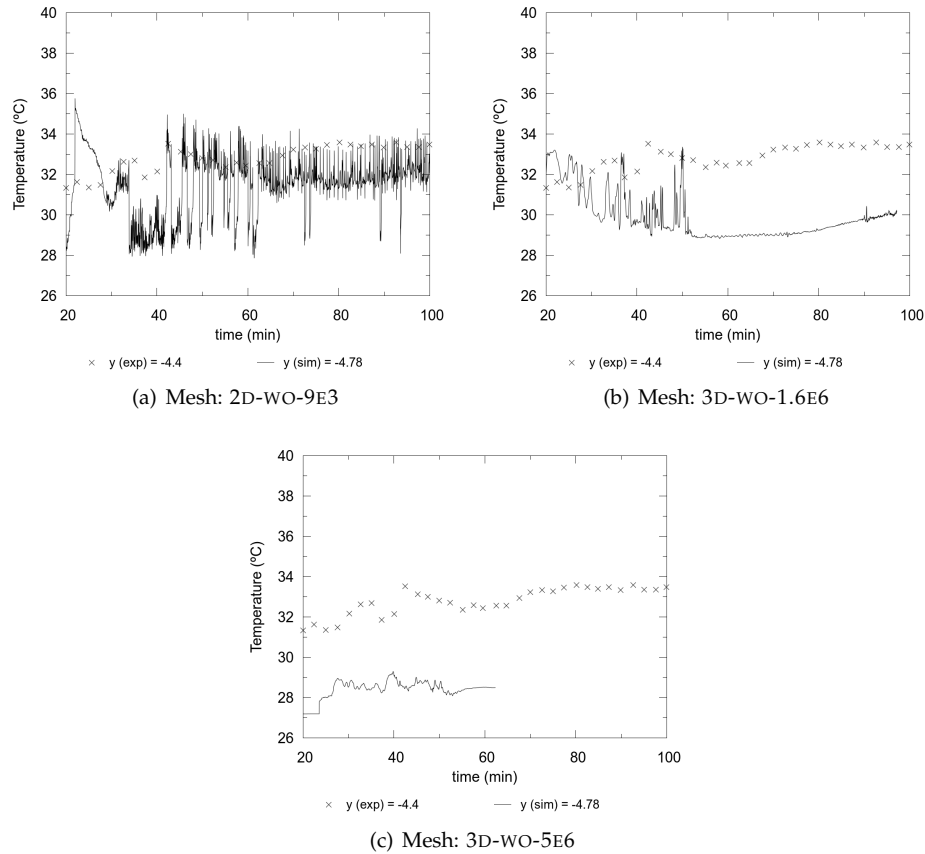 40
38
36
34
32
30
28
26
Temperature (ºC)
20 40 60 80 100
time (min)
× y (exp) = -4.4 — y (sim) = -4.78
(a) Mesh: 2D-WO-9E3
40
38
36
34
32
30
28
26
Temperature (ºC)
20 40 60 80 100
time (min)
× y (exp) = -4.4 — y (sim) = -4.78
(b) Mesh: 3D-WO-1.6E6
40
38
36
34
32
30
28
26
Temperature (ºC)
20 40 60 80 100
time (min)
× y (exp) = -4.4 — y (sim) = -4.78
(c) Mesh: 3D-WO-5E6